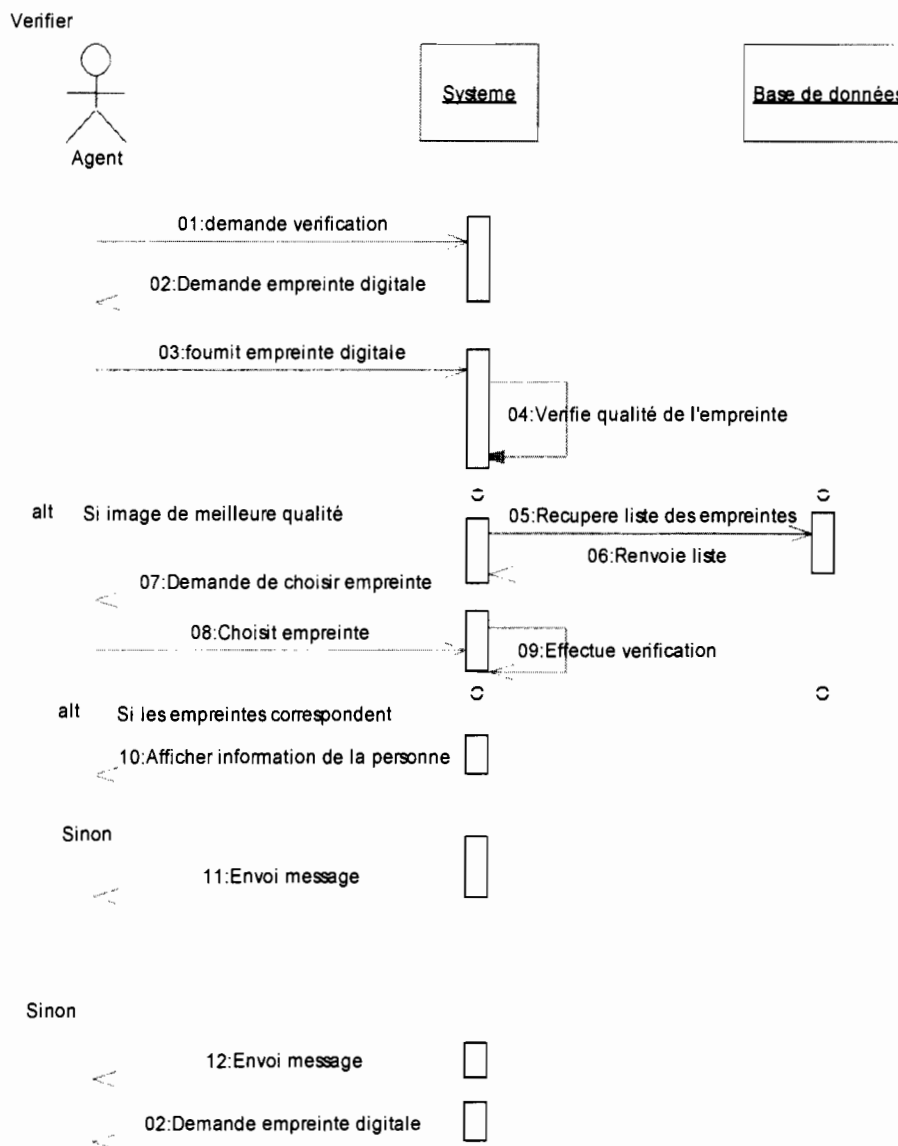 Verifier
Systeme
Base de données
Agent
01:demande verification
02:Demande empreinte digitale
03:fournit empreinte digitale
04:Verifie qualité de l'empreinte
alt Si image de meilleure qualité
05:Recupere liste des empreintes
06:Renvoie liste
07:Demande de choisir empreinte
08:Choisit empreinte
09:Effectue verification
alt Si les empreintes correspondent
10:Afficher information de la personne
Sinon
11:Envoi message
Sinon
12:Envoi message
02:Demande empreinte digitale